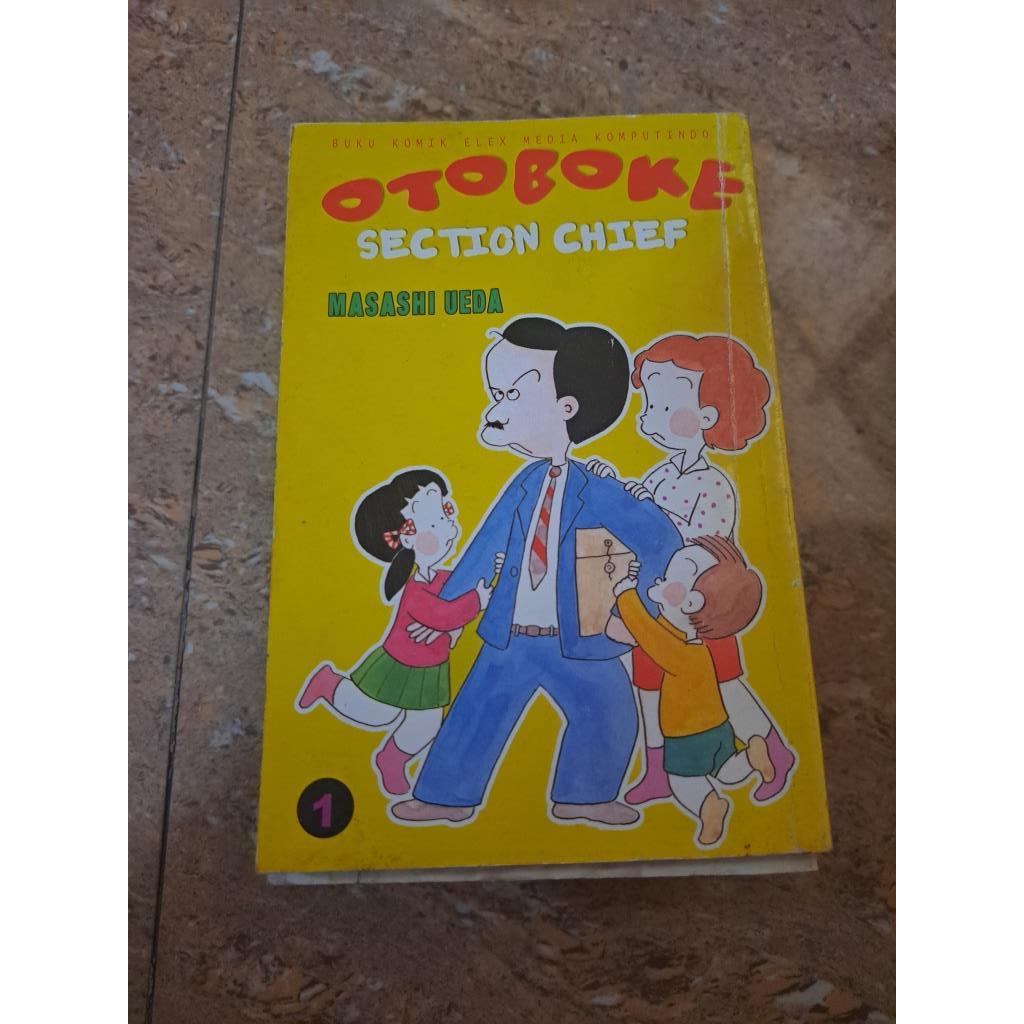 BUKU KOMIK ELEX MEDIA KOMPUTINDO
OTOBOKE
SECTION CHIEF
MASASHI UEDA
1